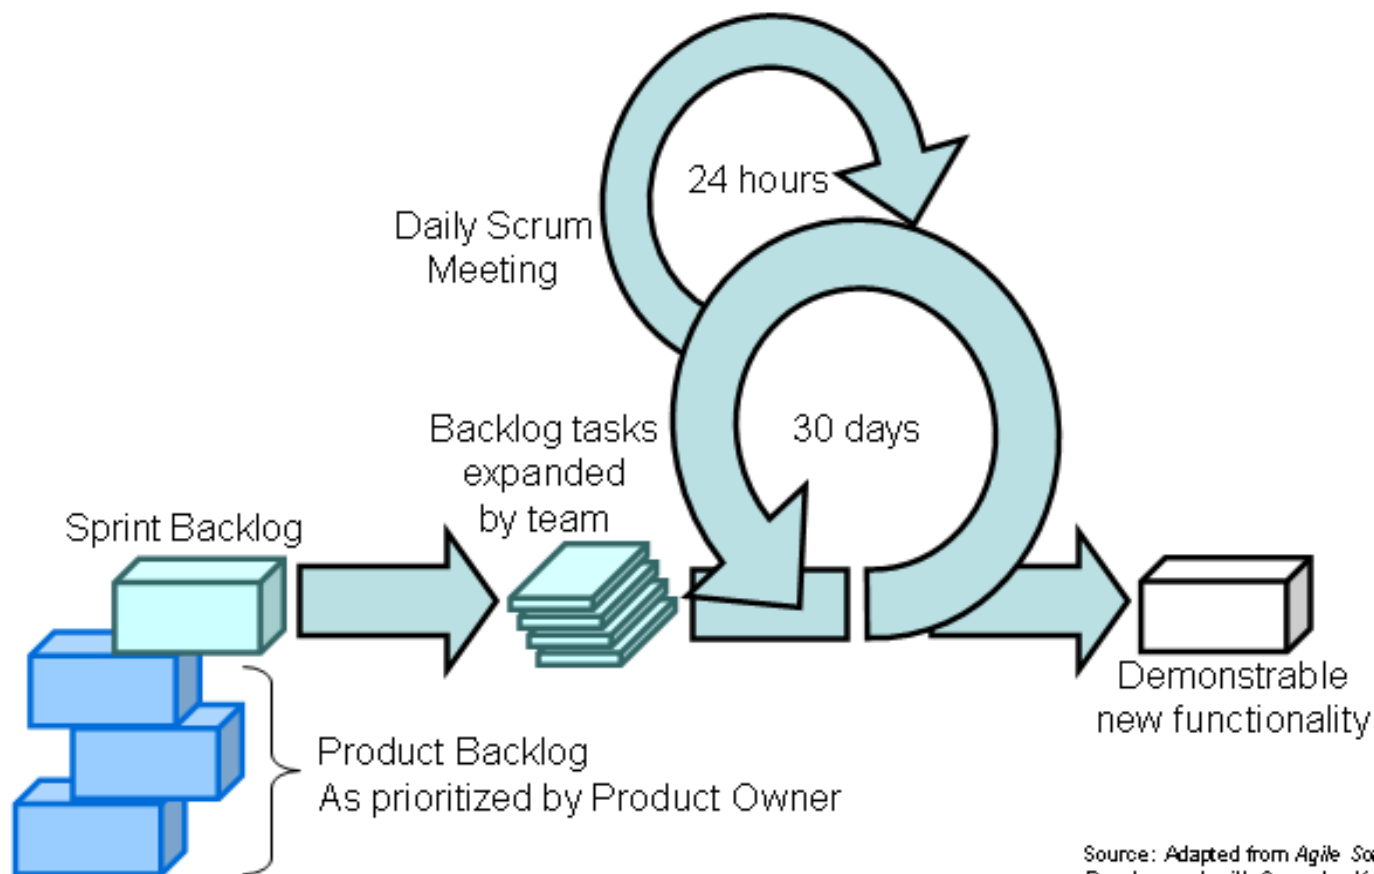 24 hours
Daily Scrum
Meeting
Backlog tasks
expanded
by team
30 days
Sprint Backlog
Demonstrable
new functionality
Product Backlog
As prioritized by Product Owner
Source: Adapted from Agile